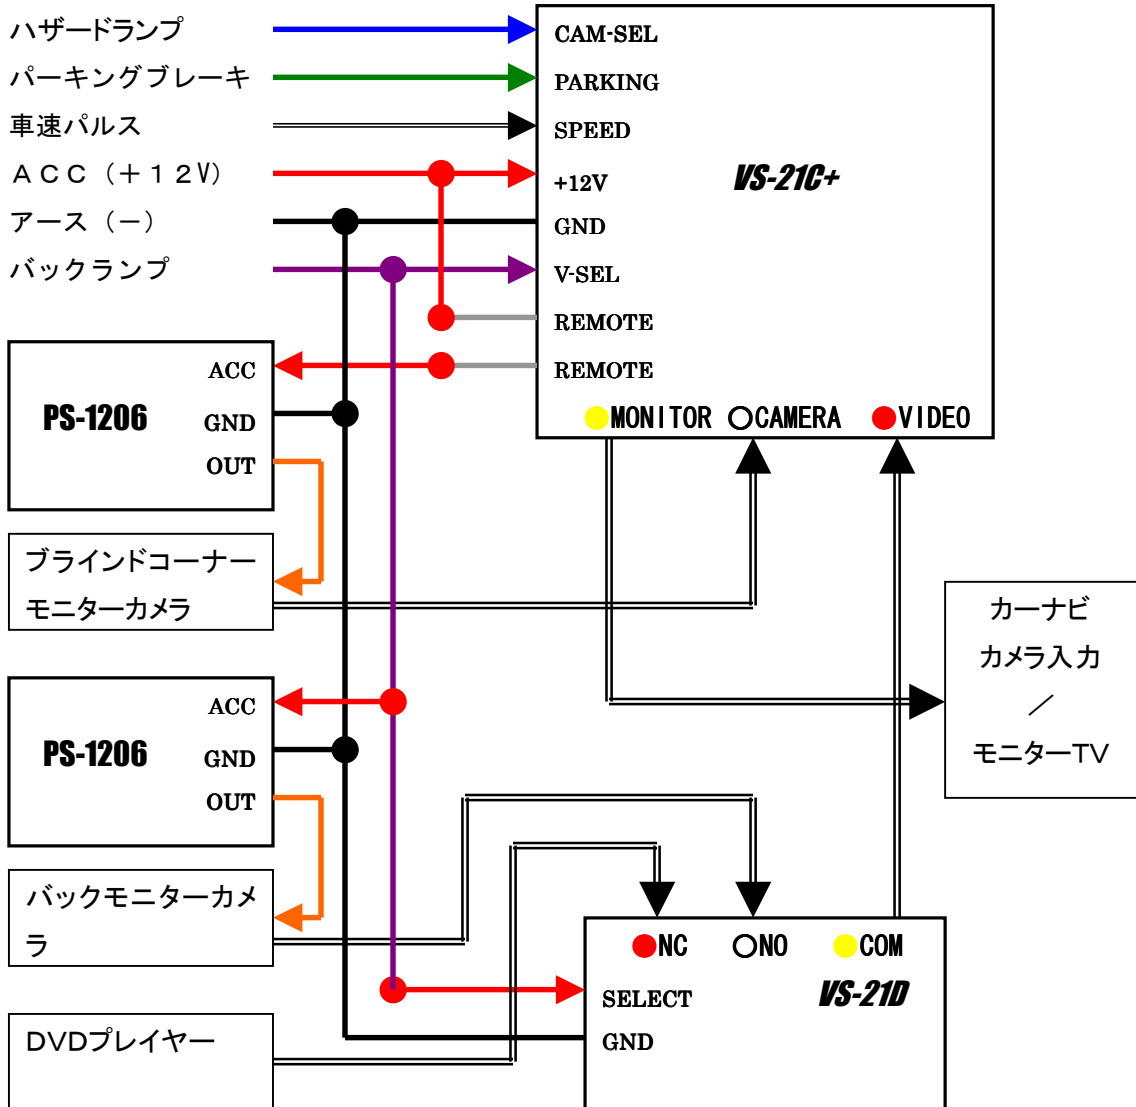 ハザードランプ
パーキングブレーキ
車速パルス
ＡＣＣ（＋１２V）
アース（－）
バックランプ
CAM-SEL
PARKING
SPEED
+12V
GND
V-SEL
REMOTE
REMOTE
VS-21C+
MONITOR
CAMERA
VIDEO
PS-1206
ACC
GND
OUT
ブラインドコーナー
モニターカメラ
カーナビ
カメラ入力
／
モニターTV
PS-1206
ACC
GND
OUT
バックモニターカメ
ラ
NC
NO
COM
VS-21D
SELECT
GND
DVDプレイヤー